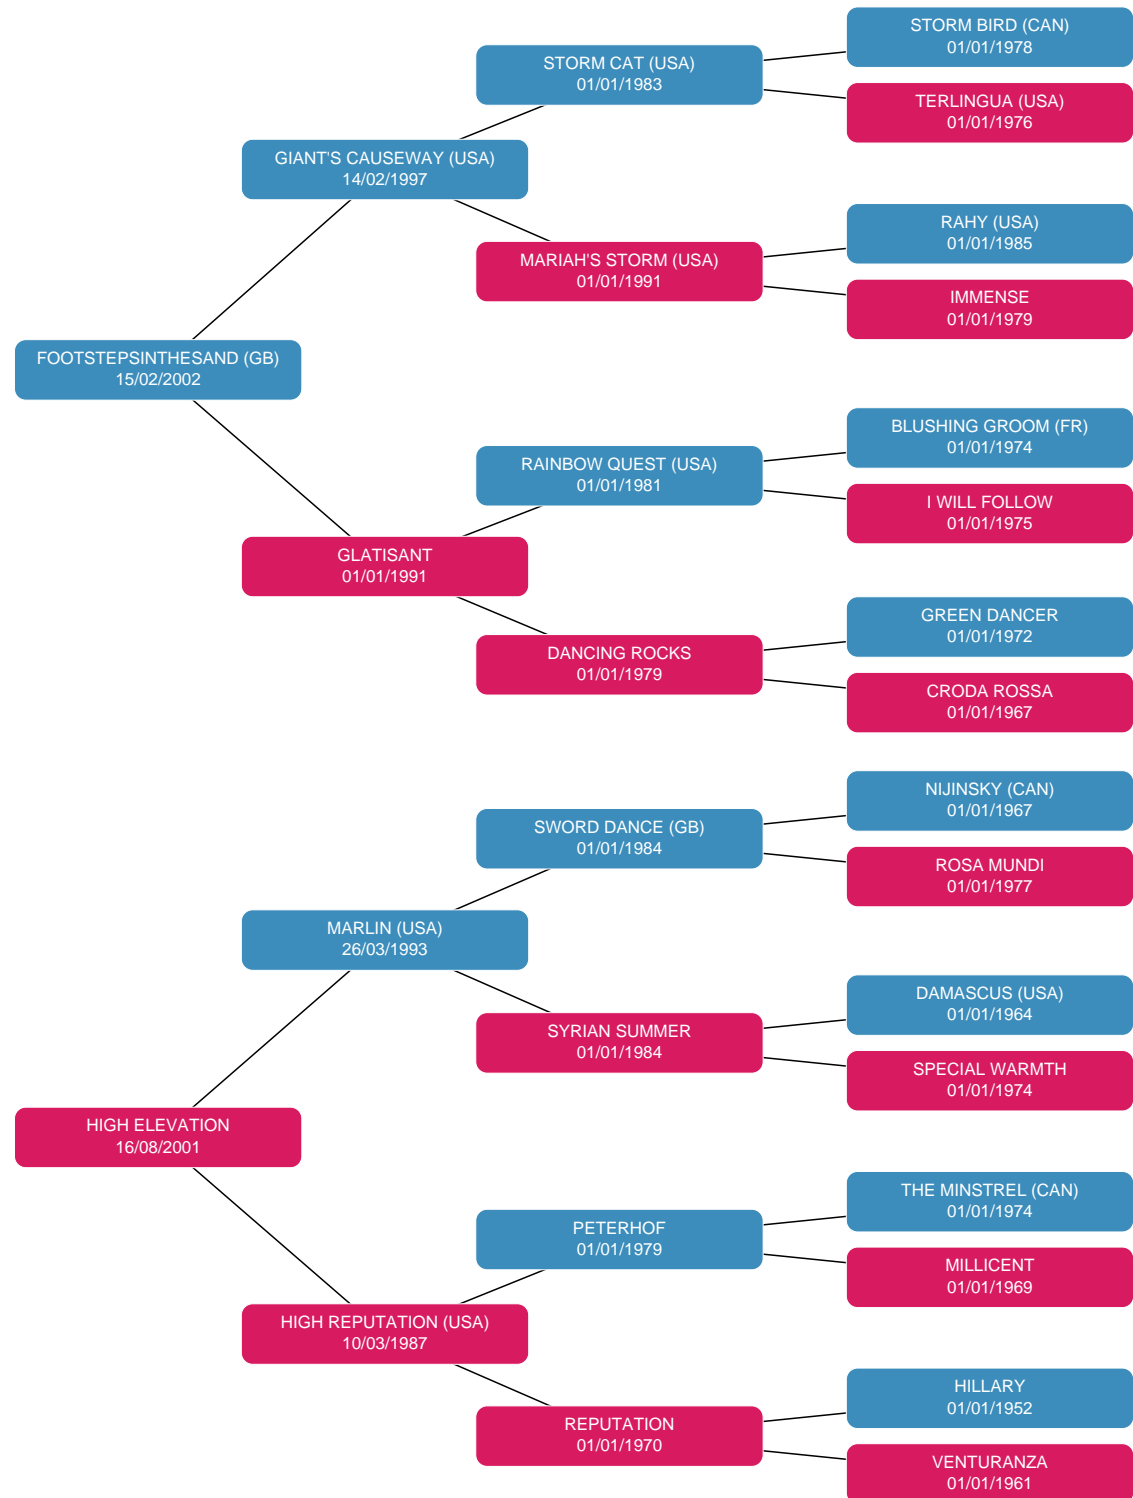 STORM BIRD (CAN)
01/01/1978
STORM CAT (USA)
01/01/1983
TERLINGUA (USA)
01/01/1976
GIANT'S CAUSEWAY (USA)
14/02/1997
RAHY (USA)
01/01/1985
MARIAH'S STORM (USA)
01/01/1991
IMMENSE
01/01/1979
FOOTSTEPSINTHESAND (GB)
15/02/2002
BLUSHING GROOM (FR)
01/01/1974
RAINBOW QUEST (USA)
01/01/1981
I WILL FOLLOW
01/01/1975
GLATISANT
01/01/1991
GREEN DANCER
01/01/1972
DANCING ROCKS
01/01/1979
CRODA ROSSA
01/01/1967
NIJINSKY (CAN)
01/01/1967
SWORD DANCE (GB)
01/01/1984
ROSA MUNDI
01/01/1977
MARLIN (USA)
26/03/1993
DAMASCUS (USA)
01/01/1964
SYRIAN SUMMER
01/01/1984
SPECIAL WARMTH
01/01/1974
HIGH ELEVATION
16/08/2001
THE MINSTREL (CAN)
01/01/1974
PETERHOF
01/01/1979
MILLICENT
01/01/1969
HIGH REPUTATION (USA)
10/03/1987
HILLARY
01/01/1952
REPUTATION
01/01/1970
VENTURANZA
01/01/1961